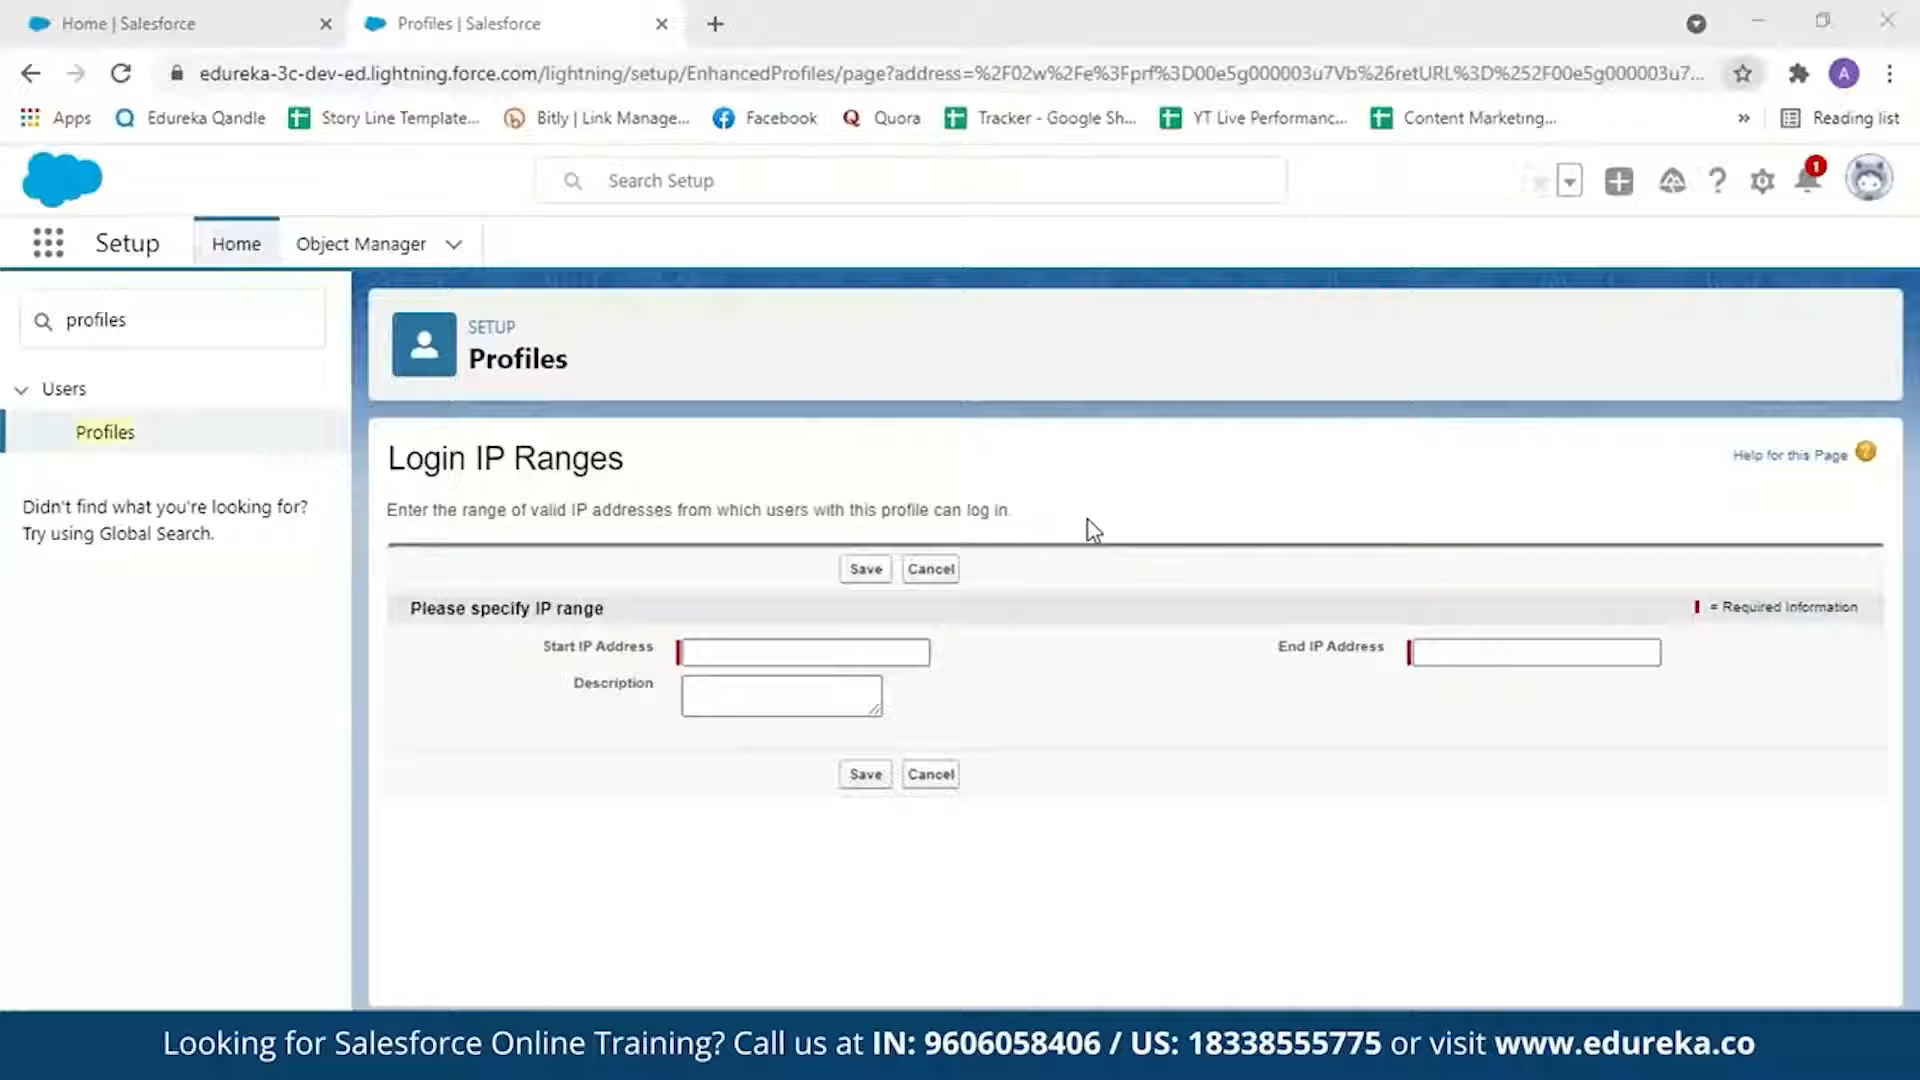 Home | Salesforce
Profiles | Salesforce
edureka-3c-dev-ed.lightning.force.com/lightning/setup/EnhancedProfiles/page?address=%2F02w%2Fe%3Fprf%3D00e5g000003u7Vb%26retURL%3D%252F00e5g000003u7...
A
Apps
Edureka Qandle
Story Line Template...
Bitly | Link Manage...
Facebook
Quora
Tracker - Google Sh...
YT Live Performanc...
Content Marketing...
»
Reading list
Search Setup
1
Setup
Home
Object Manager
profiles
Users
Profiles
Didn't find what you're looking for?
Try using Global Search.
SETUP
Profiles
Login IP Ranges
Help for this Page
Enter the range of valid IP addresses from which users with this profile can log in.
Save
Cancel
Please specify IP range
= Required Information
Start IP Address
End IP Address
Description
Save
Cancel
Looking for Salesforce Online Training? Call us at IN: 9606058406 / US: 18338555775 or visit www.edureka.co